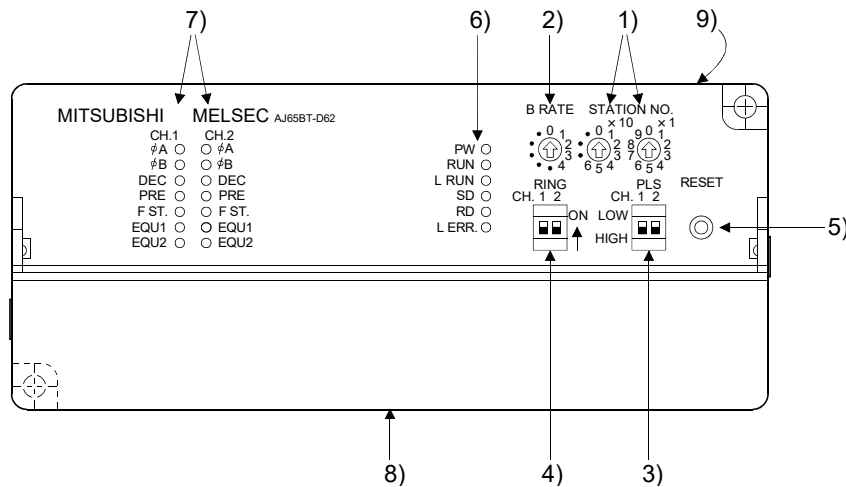 7) 6) 2) 1) 9)
MITSUBISHI MELSEC AJ65BT-D62
B RATE STATION NO.
×10 ×1
0 1 2 3 4
0 1 2 3 4 5 6
0 1 2 3 4 5 6 7 8 9
CH.1 CH.2
φA φA
φB φB
DEC DEC
PRE PRE
F ST. F ST.
EQU1 EQU1
EQU2 EQU2
PW
RUN
L RUN
SD
RD
L ERR.
RING
CH. 1 2
ON
PLS
CH. 1 2
LOW
HIGH
RESET
5)
8) 4) 3)